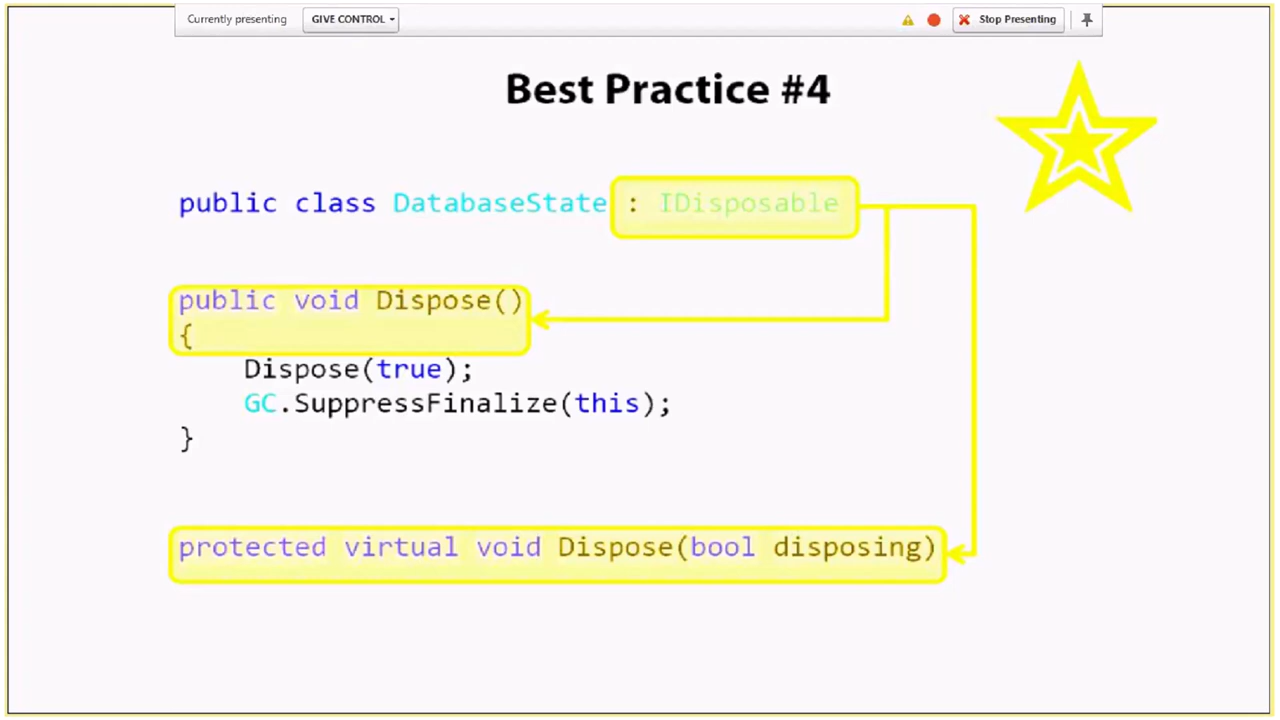 Currently presenting GIVE CONTROL Stop Presenting
Best Practice #4
public class DatabaseState : IDisposable
public void Dispose()
{
Dispose(true);
GC.SuppressFinalize(this);
}
protected virtual void Dispose(bool disposing)